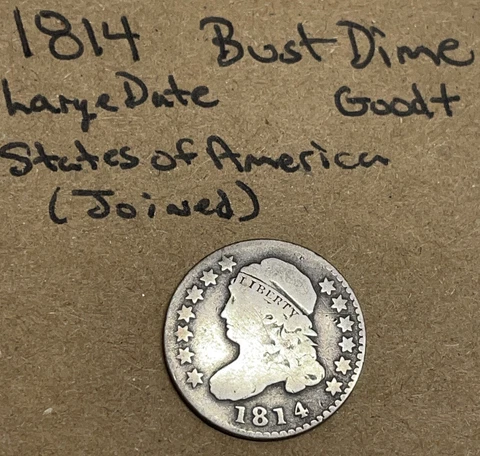 1814 Bust Dime
Large Date Good+
States of America
(Joined)
LIBERTY
1814